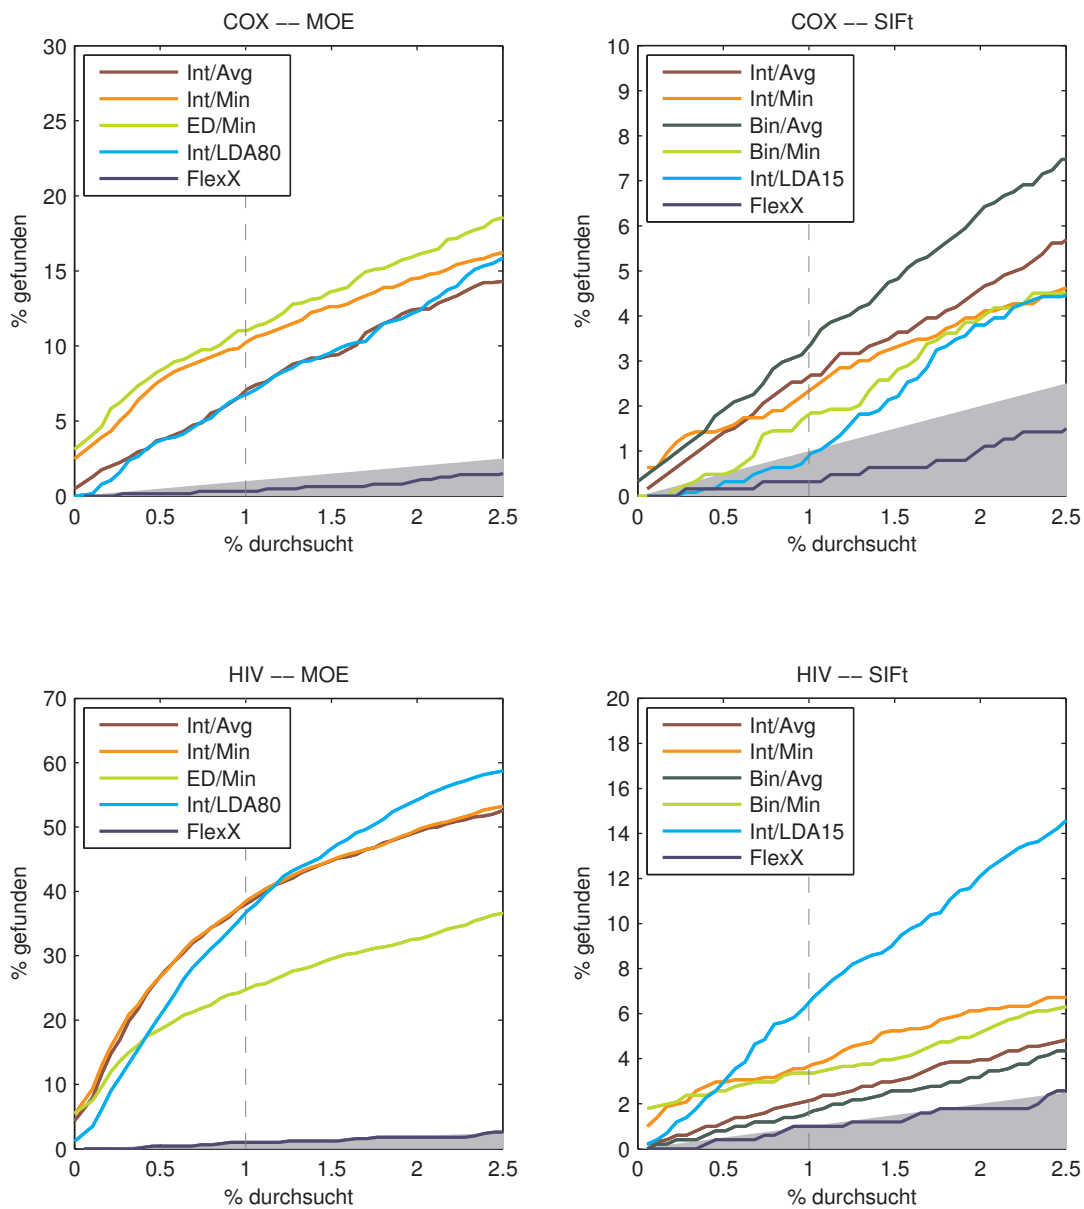 COX −− MOE
30
25
20
15
10
5
0
% gefunden
Int/Avg
Int/Min
ED/Min
Int/LDA80
FlexX
0 0.5 1 1.5 2 2.5
% durchsucht
COX −− SIFt
10
9
8
7
6
5
4
3
2
1
0
% gefunden
Int/Avg
Int/Min
Bin/Avg
Bin/Min
Int/LDA15
FlexX
0 0.5 1 1.5 2 2.5
% durchsucht
HIV −− MOE
70
60
50
40
30
20
10
0
% gefunden
Int/Avg
Int/Min
ED/Min
Int/LDA80
FlexX
0 0.5 1 1.5 2 2.5
% durchsucht
HIV −− SIFt
20
18
16
14
12
10
8
6
4
2
0
% gefunden
Int/Avg
Int/Min
Bin/Avg
Bin/Min
Int/LDA15
FlexX
0 0.5 1 1.5 2 2.5
% durchsucht